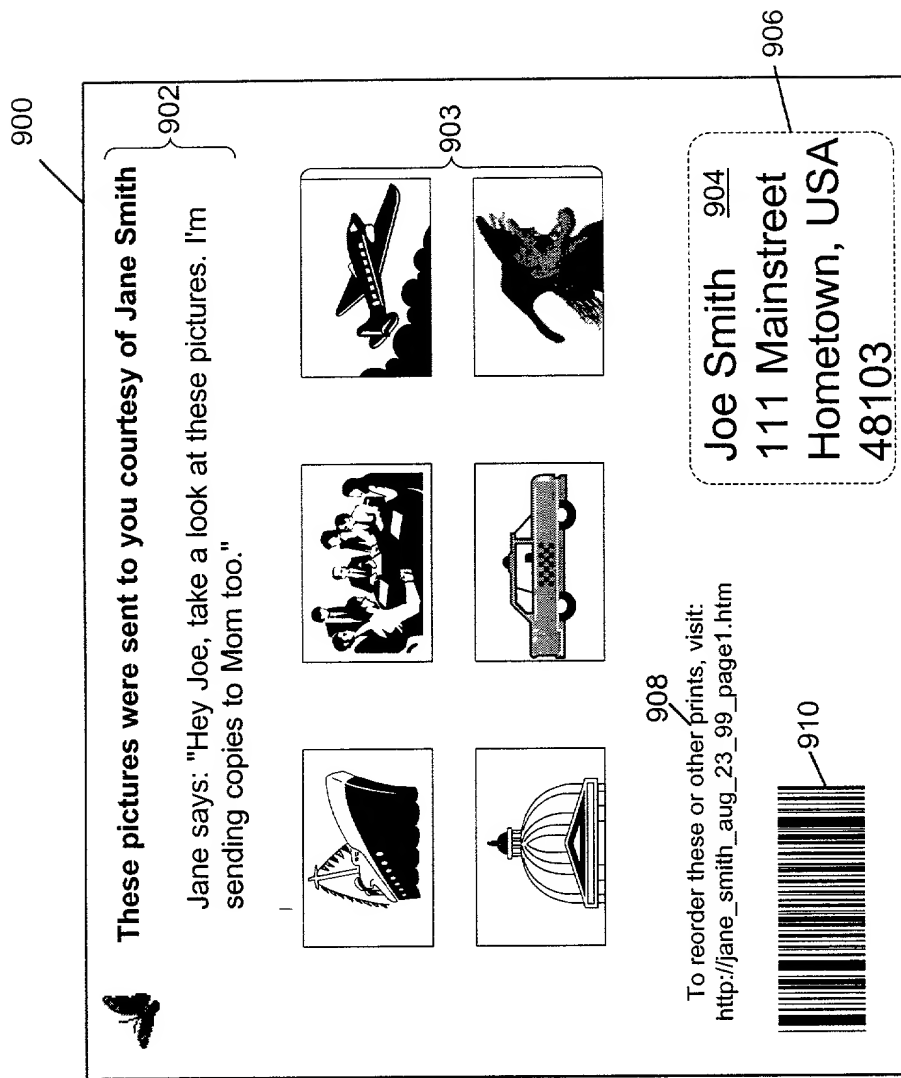 900
These pictures were sent to you courtesy of Jane Smith
902
Jane says: "Hey Joe, take a look at these pictures. I'm
sending copies to Mom too."
903
908
To reorder these or other prints, visit:
http://jane_smith_aug_23_99_page1.htm
910
Joe Smith 904
111 Mainstreet
Hometown, USA
48103
906